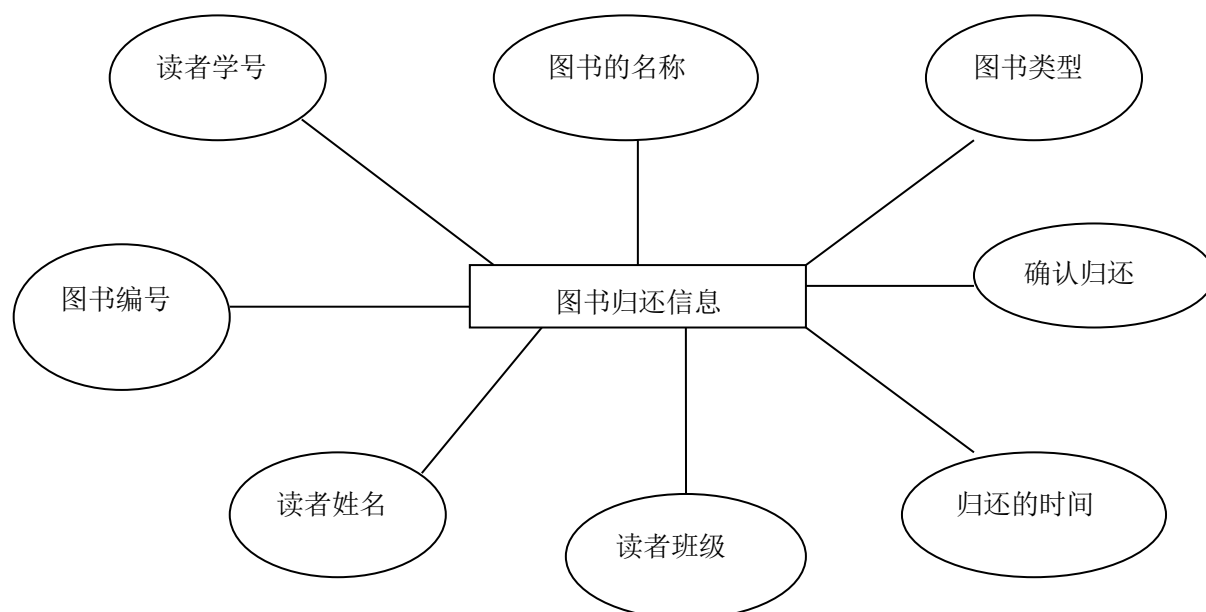 读者学号
图书的名称
图书类型
确认归还
图书编号
图书归还信息
读者姓名
归还的时间
读者班级